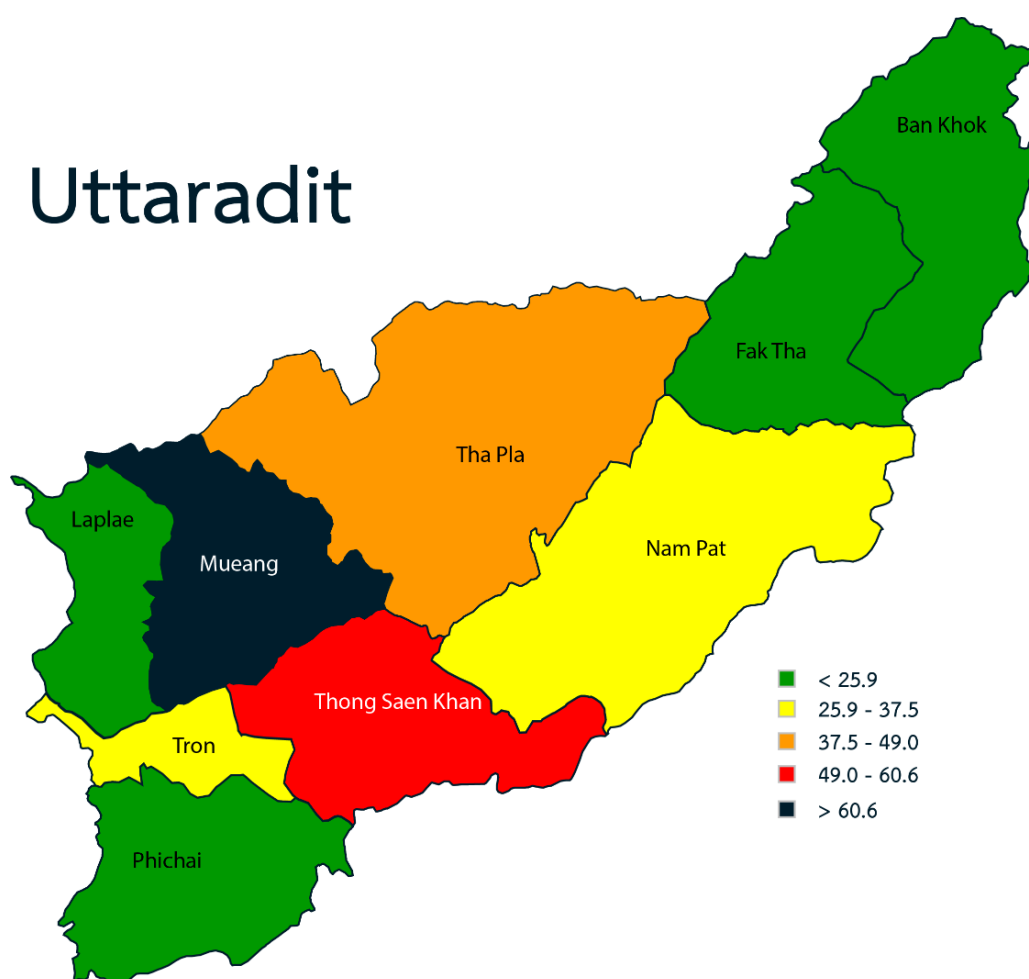 Uttaradit
Ban Khok
Fak Tha
Tha Pla
Laplae
Mueang
Nam Pat
Thong Saen Khan
Tron
Phichai
< 25.9
25.9 - 37.5
37.5 - 49.0
49.0 - 60.6
> 60.6